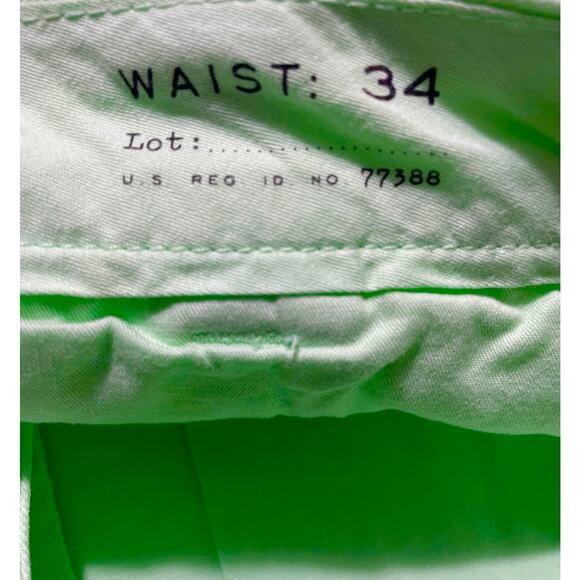 WAIST: 34
Lot:......................
U.S REG. ID. NO. 77388